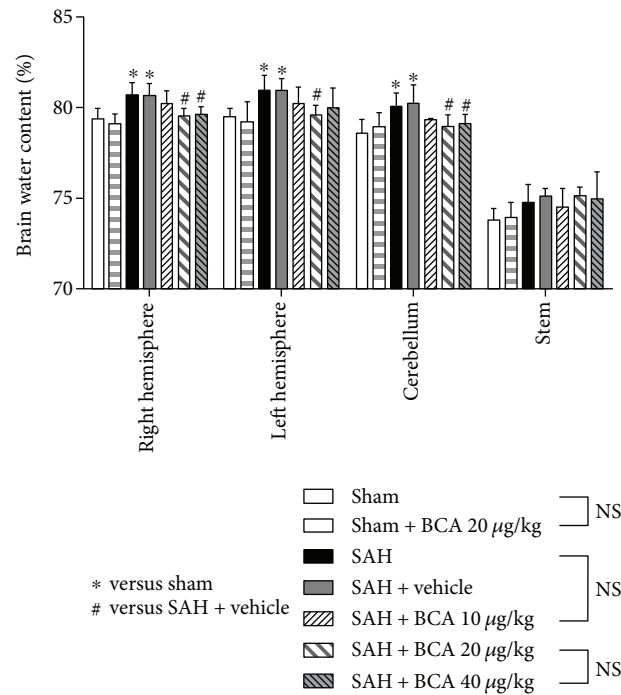 Brain water content (%)
85
80
75
70
* * # #
* * #
* * # #
Right hemisphere
Left hemisphere
Cerebellum
Stem
Sham
Sham + BCA 20 μg/kg
NS
SAH
SAH + vehicle
SAH + BCA 10 μg/kg
NS
SAH + BCA 20 μg/kg
SAH + BCA 40 μg/kg
NS
* versus sham
# versus SAH + vehicle